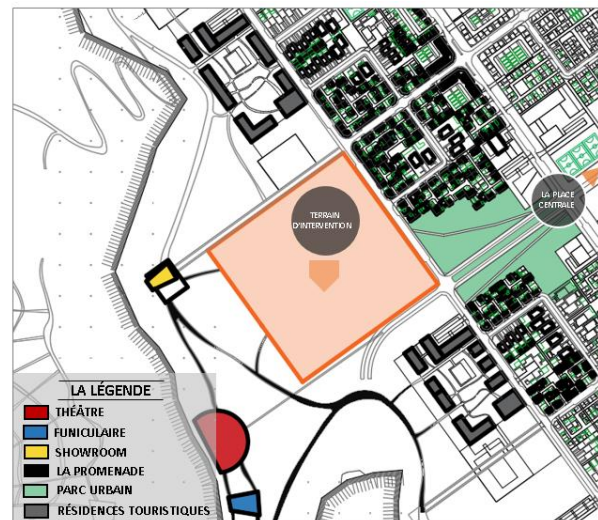 TERRAIN
D'INTERVENTION
LA PLACE
CENTRALE
LA LÉGENDE
THÉÂTRE
FUNICULAIRE
SHOWROOM
LA PROMENADE
PARC URBAIN
RÉSIDENCES TOURISTIQUES